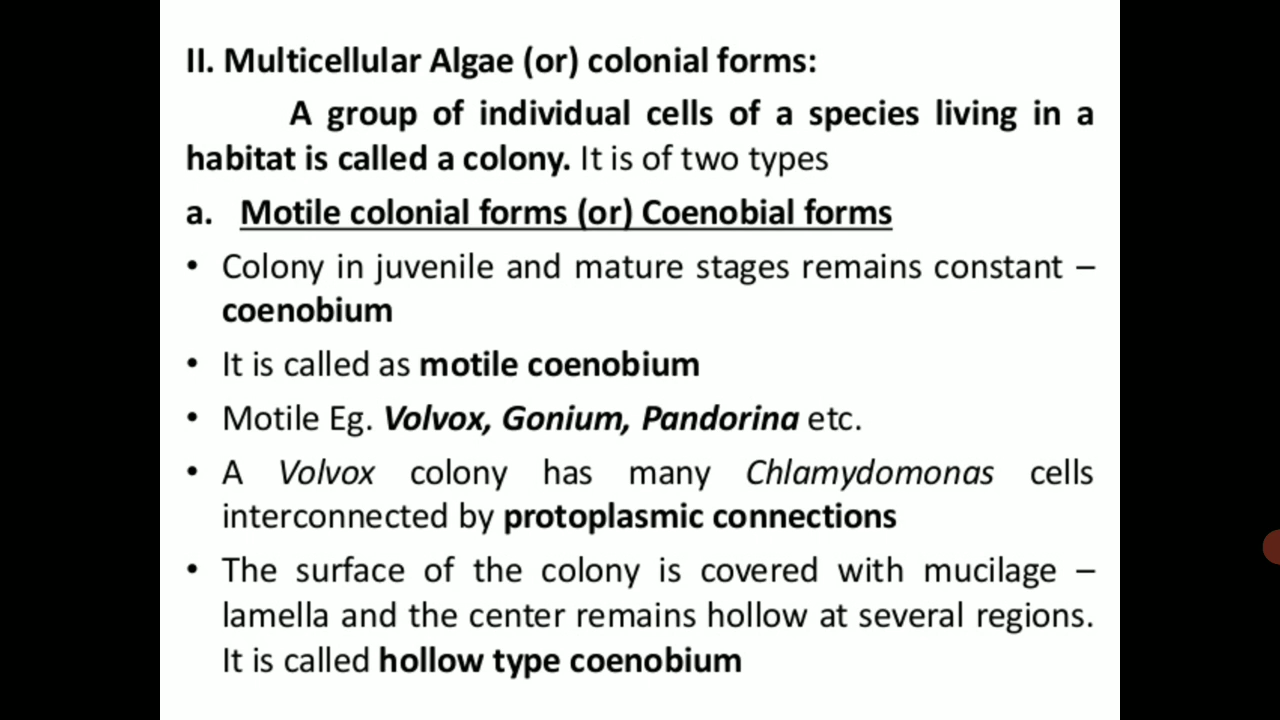 II. Multicellular Algae (or) colonial forms:
A group of individual cells of a species living in a
habitat is called a colony. It is of two types
a. Motile colonial forms (or) Coenobial forms
• Colony in juvenile and mature stages remains constant –
coenobium
• It is called as motile coenobium
• Motile Eg. Volvox, Gonium, Pandorina etc.
• A Volvox colony has many Chlamydomonas cells
interconnected by protoplasmic connections
• The surface of the colony is covered with mucilage –
lamella and the center remains hollow at several regions.
It is called hollow type coenobium